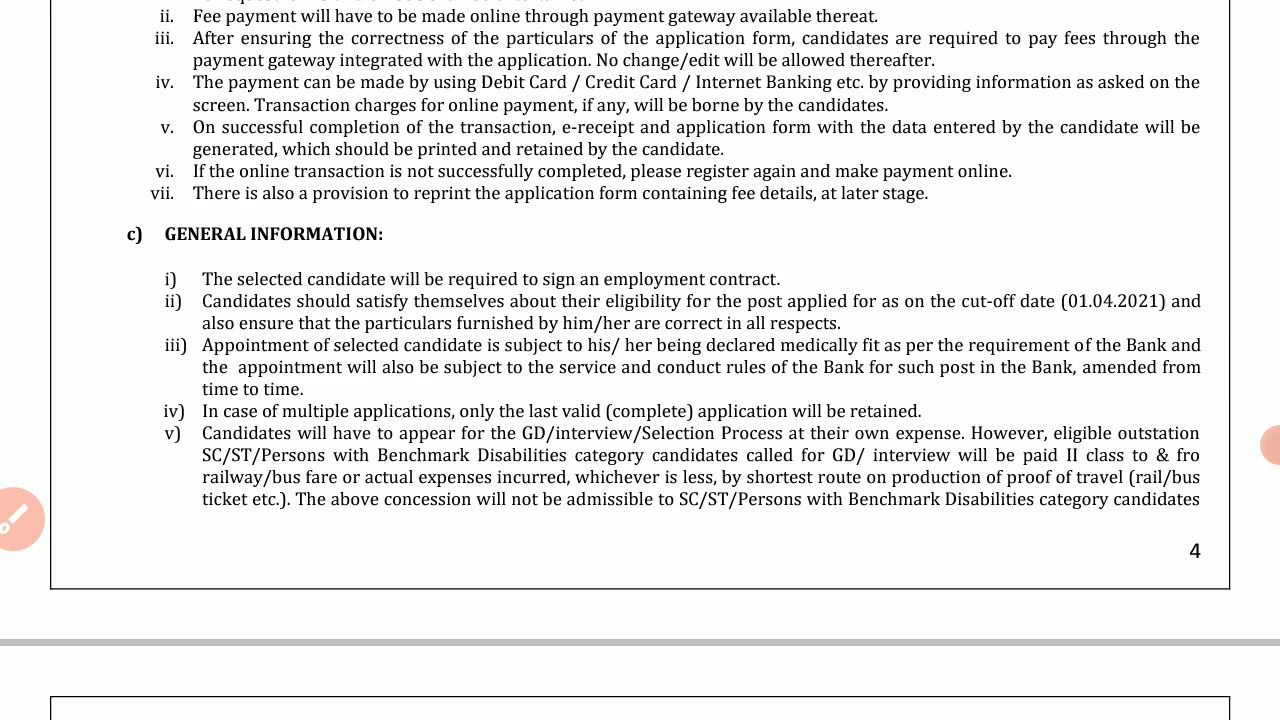 ii. Fee payment will have to be made online through payment gateway available thereat.
iii. After ensuring the correctness of the particulars of the application form, candidates are required to pay fees through the
payment gateway integrated with the application. No change/edit will be allowed thereafter.
iv. The payment can be made by using Debit Card / Credit Card / Internet Banking etc. by providing information as asked on the
screen. Transaction charges for online payment, if any, will be borne by the candidates.
v. On successful completion of the transaction, e-receipt and application form with the data entered by the candidate will be
generated, which should be printed and retained by the candidate.
vi. If the online transaction is not successfully completed, please register again and make payment online.
vii. There is also a provision to reprint the application form containing fee details, at later stage.
c) GENERAL INFORMATION:
i) The selected candidate will be required to sign an employment contract.
ii) Candidates should satisfy themselves about their eligibility for the post applied for as on the cut-off date (01.04.2021) and
also ensure that the particulars furnished by him/her are correct in all respects.
iii) Appointment of selected candidate is subject to his/ her being declared medically fit as per the requirement of the Bank and
the appointment will also be subject to the service and conduct rules of the Bank for such post in the Bank, amended from
time to time.
iv) In case of multiple applications, only the last valid (complete) application will be retained.
v) Candidates will have to appear for the GD/interview/Selection Process at their own expense. However, eligible outstation
SC/ST/Persons with Benchmark Disabilities category candidates called for GD/ interview will be paid II class to & fro
railway/bus fare or actual expenses incurred, whichever is less, by shortest route on production of proof of travel (rail/bus
ticket etc.). The above concession will not be admissible to SC/ST/Persons with Benchmark Disabilities category candidates
4